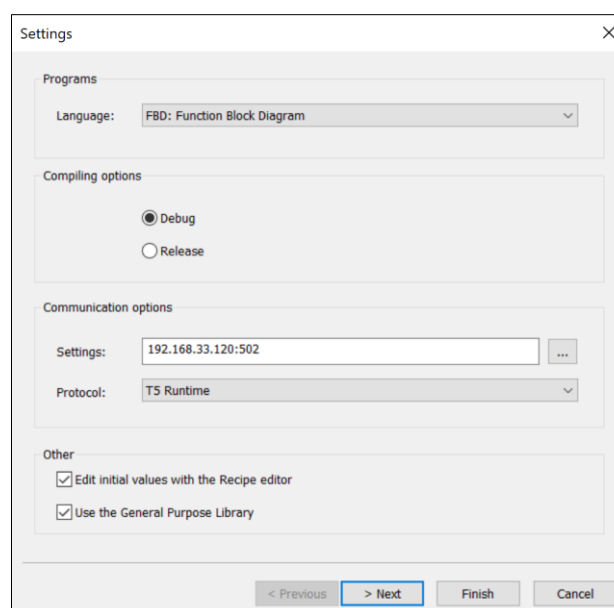 Settings
Programs
Language: FBD: Function Block Diagram
Compiling options
Debug
Release
Communication options
Settings: 192.168.33.120:502 ...
Protocol: T5 Runtime
Other
Edit initial values with the Recipe editor
Use the General Purpose Library
< Previous > Next Finish Cancel